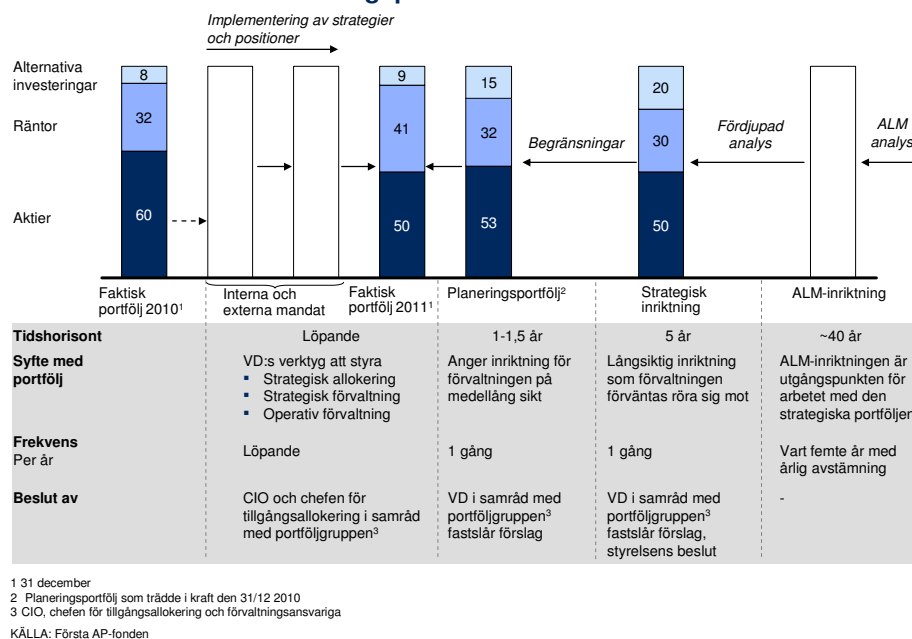 Implementering av strategier
och positioner
Alternativa
investeringar
Räntor
Aktier
8
32
60
9
41
50
15
32
53
Begränsningar
20
30
50
Fördjupad
analys
ALM
analys
Faktisk
portfölj 2010¹
Interna och
externa mandat
Faktisk
portfölj 2011¹
Planeringsportfölj²
Strategisk
inriktning
ALM-inriktning
Tidshorisont
Löpande
1-1,5 år
5 år
~40 år
Syfte med
portfölj
VD:s verktyg att styra
▪ Strategisk allokering
▪ Strategisk förvaltning
▪ Operativ förvaltning
Anger inriktning för
förvaltningen på
medellång sikt
Långsiktig inriktning
som förvaltningen
förväntas röra sig mot
ALM-inriktningen är
utgångspunkten för
arbetet med den
strategiska portföljen
Frekvens
Per år
Löpande
1 gång
1 gång
Vart femte år med
årlig avstämning
Beslut av
CIO och chefen för
tillgångsallokering i samråd
med portföljgruppen³
VD i samråd med
portföljgruppen³
fastslår förslag
VD i samråd med
portföljgruppen³
fastslår förslag,
styrelsens beslut
-
1 31 december
2 Planeringsportfölj som trädde i kraft den 31/12 2010
3 CIO, chefen för tillgångsallokering och förvaltningsansvariga
KÄLLA: Första AP-fonden